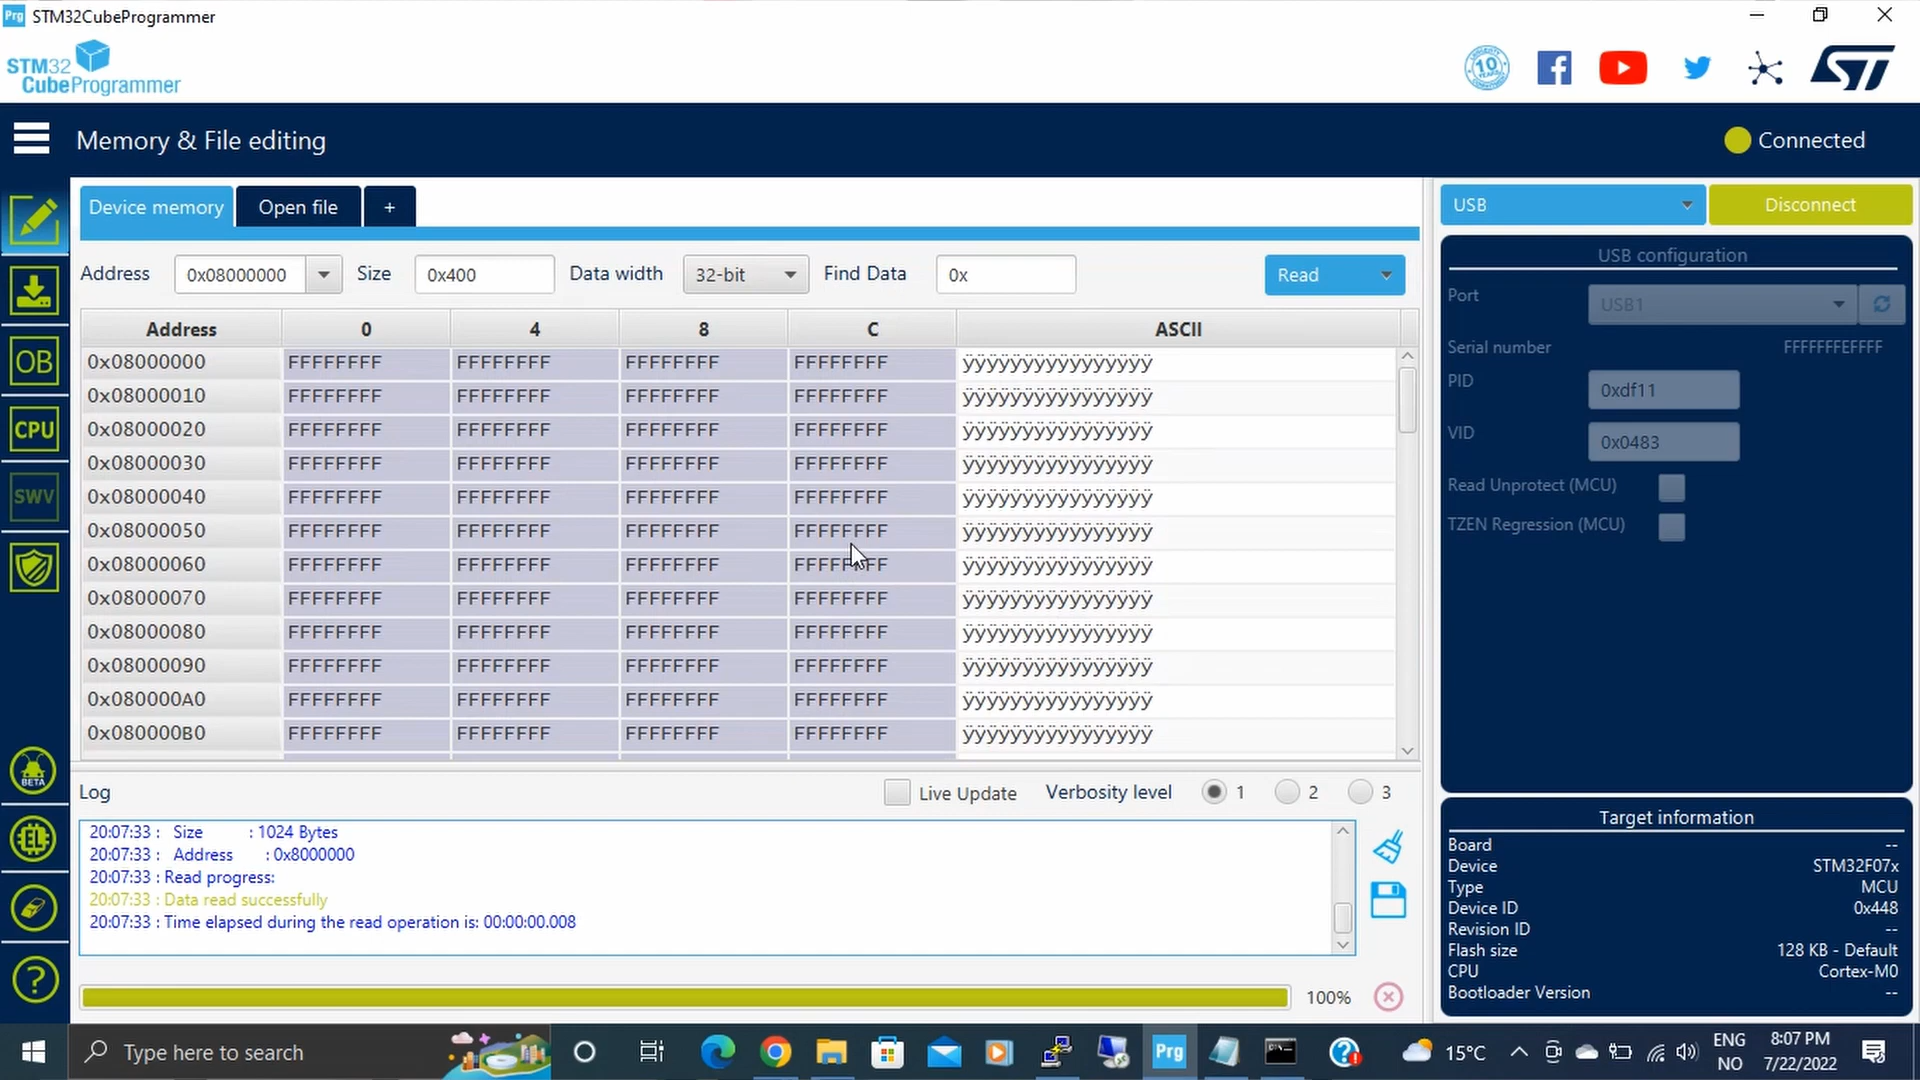 Prg STM32CubeProgrammer
STM32
CubeProgrammer
10
Memory & File editing
Connected
Device memory Open file +
USB Disconnect
Address 0x08000000 Size 0x400 Data width 32-bit Find Data 0x Read
Address 0 4 8 C ASCII
0x08000000 FFFFFFFF FFFFFFFF FFFFFFFF FFFFFFFF ÿÿÿÿÿÿÿÿÿÿÿÿÿÿÿÿ
0x08000010 FFFFFFFF FFFFFFFF FFFFFFFF FFFFFFFF ÿÿÿÿÿÿÿÿÿÿÿÿÿÿÿÿ
0x08000020 FFFFFFFF FFFFFFFF FFFFFFFF FFFFFFFF ÿÿÿÿÿÿÿÿÿÿÿÿÿÿÿÿ
0x08000030 FFFFFFFF FFFFFFFF FFFFFFFF FFFFFFFF ÿÿÿÿÿÿÿÿÿÿÿÿÿÿÿÿ
0x08000040 FFFFFFFF FFFFFFFF FFFFFFFF FFFFFFFF ÿÿÿÿÿÿÿÿÿÿÿÿÿÿÿÿ
0x08000050 FFFFFFFF FFFFFFFF FFFFFFFF FFFFFFFF ÿÿÿÿÿÿÿÿÿÿÿÿÿÿÿÿ
0x08000060 FFFFFFFF FFFFFFFF FFFFFFFF FFFFFFFF ÿÿÿÿÿÿÿÿÿÿÿÿÿÿÿÿ
0x08000070 FFFFFFFF FFFFFFFF FFFFFFFF FFFFFFFF ÿÿÿÿÿÿÿÿÿÿÿÿÿÿÿÿ
0x08000080 FFFFFFFF FFFFFFFF FFFFFFFF FFFFFFFF ÿÿÿÿÿÿÿÿÿÿÿÿÿÿÿÿ
0x08000090 FFFFFFFF FFFFFFFF FFFFFFFF FFFFFFFF ÿÿÿÿÿÿÿÿÿÿÿÿÿÿÿÿ
0x080000A0 FFFFFFFF FFFFFFFF FFFFFFFF FFFFFFFF ÿÿÿÿÿÿÿÿÿÿÿÿÿÿÿÿ
0x080000B0 FFFFFFFF FFFFFFFF FFFFFFFF FFFFFFFF ÿÿÿÿÿÿÿÿÿÿÿÿÿÿÿÿ
OB
CPU
SWV
BETA
EL
?
USB configuration
Port USB1
Serial number FFFFFFFEFFFF
PID 0xdf11
VID 0x0483
Read Unprotect (MCU)
TZEN Regression (MCU)
Log Live Update Verbosity level 1 2 3
20:07:33 : Size : 1024 Bytes
20:07:33 : Address : 0x8000000
20:07:33 : Read progress:
20:07:33 : Data read successfully
20:07:33 : Time elapsed during the read operation is: 00:00:00.008
100%
Target information
Board --
Device STM32F07x
Type MCU
Device ID 0x448
Revision ID --
Flash size 128 KB - Default
CPU Cortex-M0
Bootloader Version --
Type here to search
Prg
15°C
ENG
NO
8:07 PM
7/22/2022